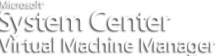 Microsoft
System Center
Virtual Machine Manager